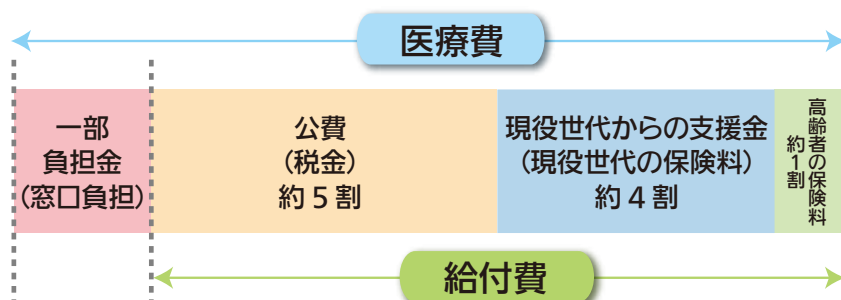 医療費
一部
負担金
(窓口負担)
公費
(税金)
約5割
現役世代からの支援金
(現役世代の保険料)
約4割
高齢者の保険料
約1割
給付費